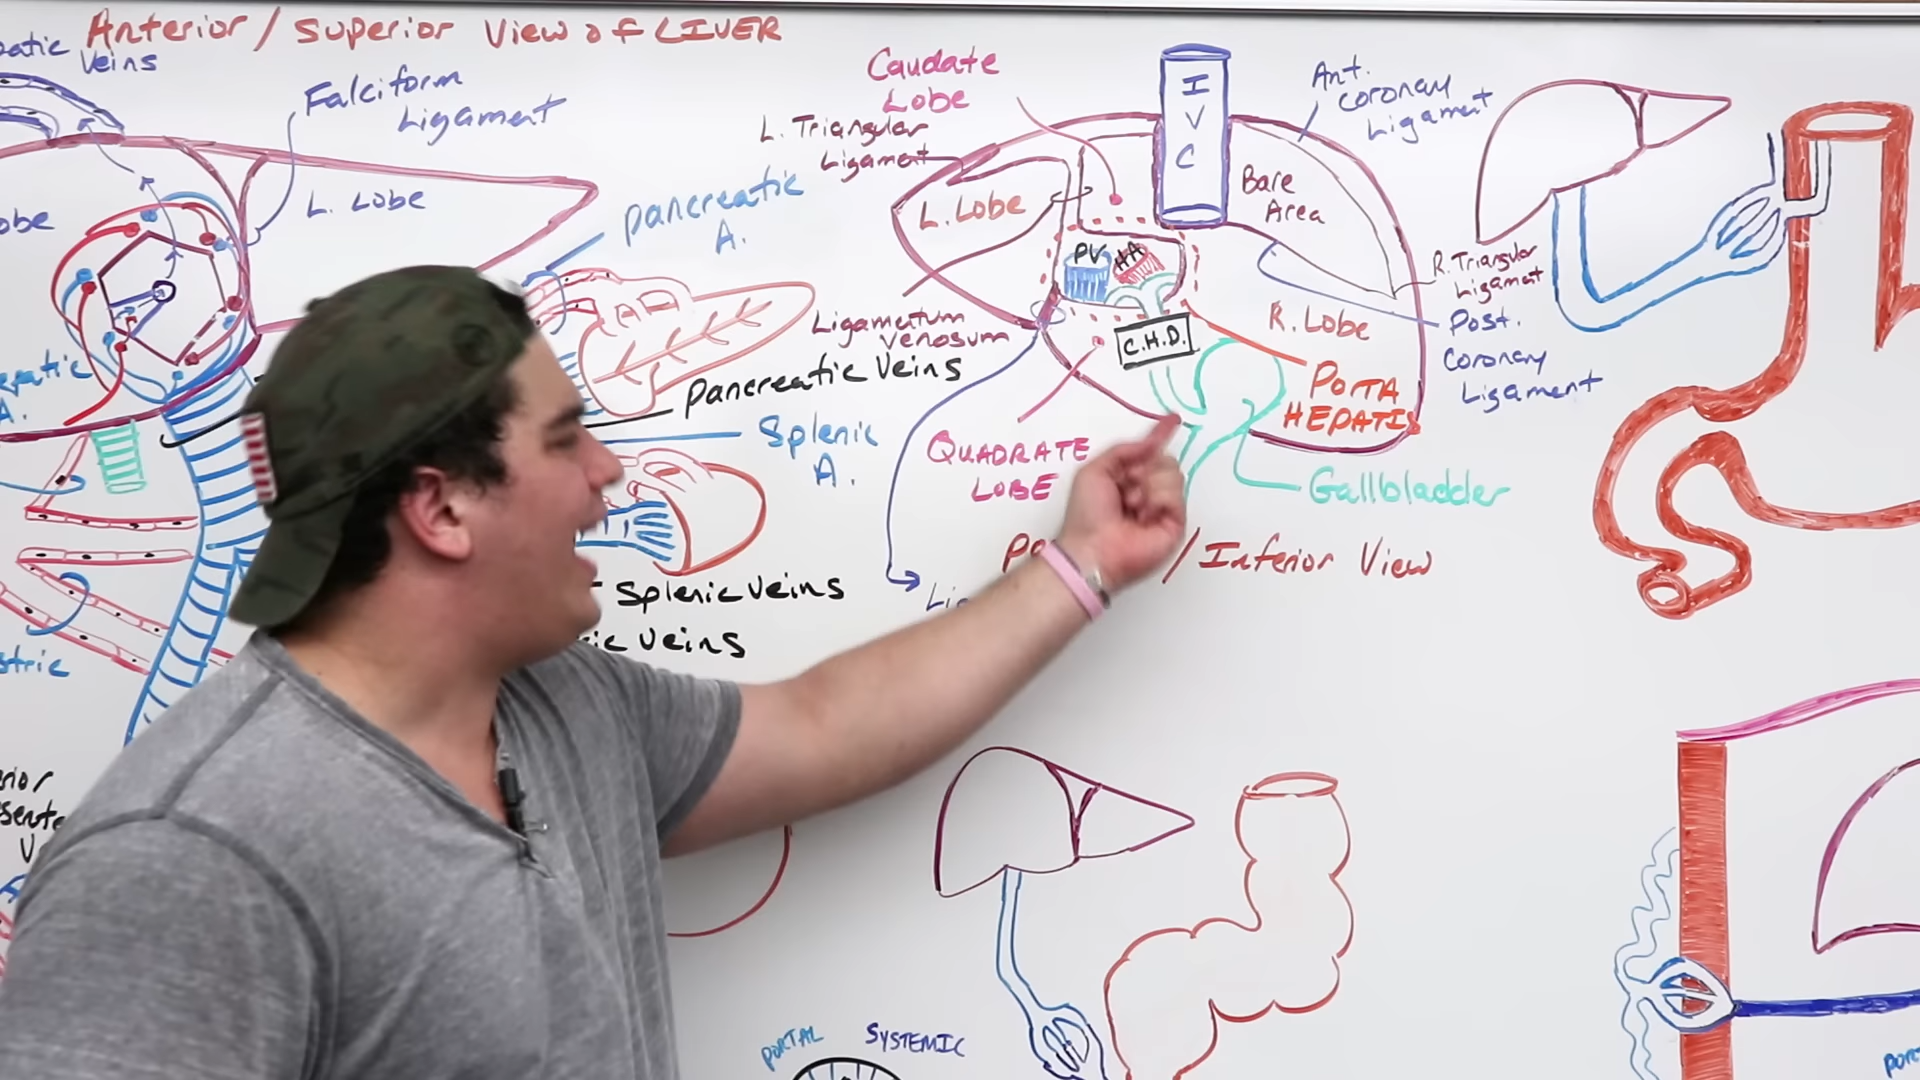 Anterior / Superior View of LIVER
Veins
Falciform
Ligament
L. Lobe
pancreatic
A.
Pancreatic Veins
Splenic
A.
Splenic Veins
Veins
Caudate
Lobe
L. Triangular
Ligament
L. Lobe
Ligamentum
Venosum
QUADRATE
LOBE
I
V
C
PV
HA
C.H.D.
Bare
Area
Ant.
Coronary
Ligament
R. Triangular
Ligament
Post.
Coronary
Ligament
R. Lobe
PORTA
HEPATIS
Gallbladder
/ Inferior View
PORTAL
SYSTEMIC